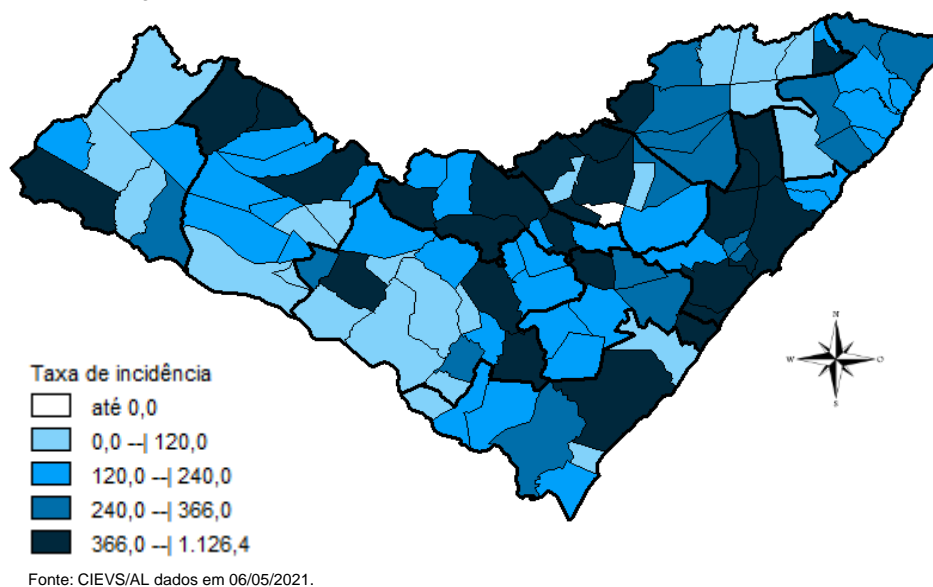 Taxa de incidência
até 0,0
0,0 --| 120,0
120,0 --| 240,0
240,0 --| 366,0
366,0 --| 1.126,4
N
W O
S
Fonte: CIEVS/AL dados em 06/05/2021.